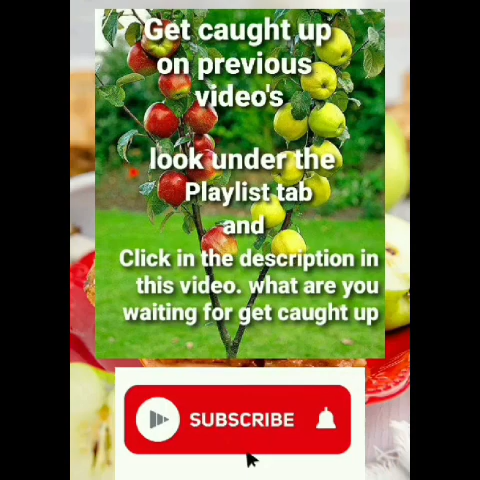 Get caught up
on previous
video's
look under the
Playlist tab
and
Click in the description in
this video. what are you
waiting for get caught up
SUBSCRIBE